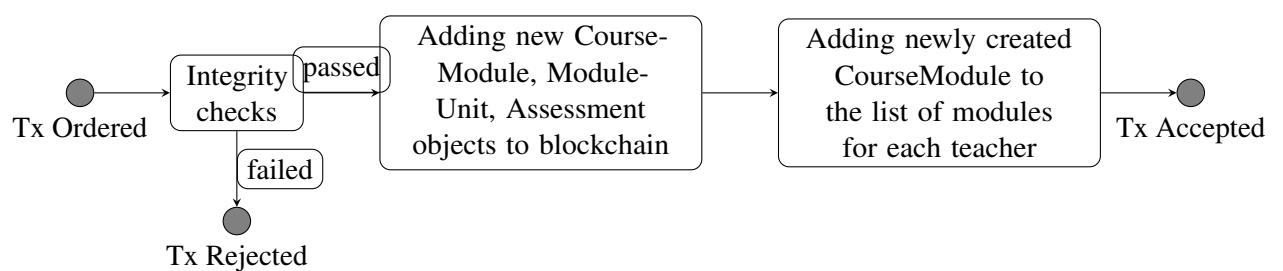 Tx Ordered
Integrity
checks
passed
failed
Tx Rejected
Adding new Course-
Module, Module-
Unit, Assessment
objects to blockchain
Adding newly created
CourseModule to
the list of modules
for each teacher
Tx Accepted